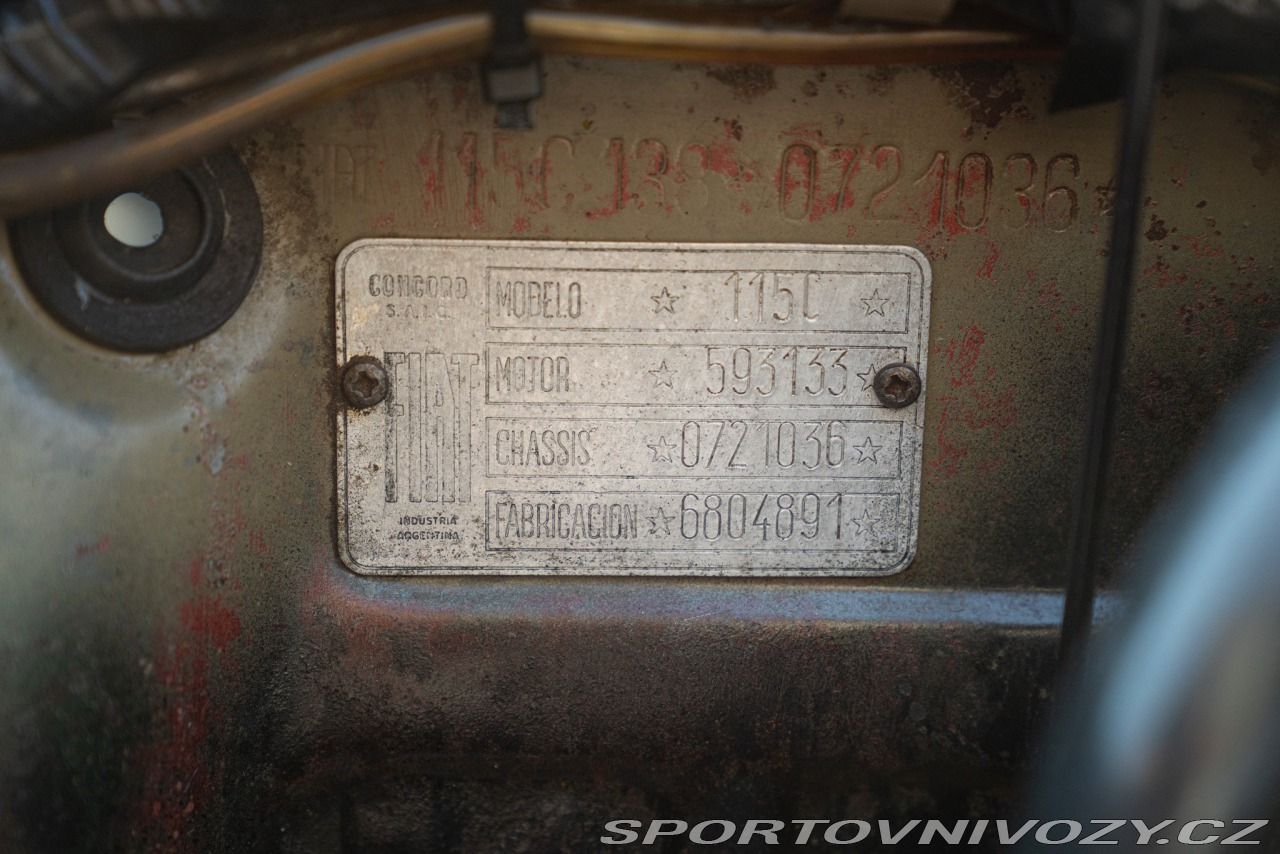 115C 138 0721036
CONCORD
S.A.I.C.
FIAT
INDUSTRIA
ARGENTINA
MODELO ☆ 115C ☆
MOTOR ☆ 593133 ☆
CHASSIS ☆ 0721036 ☆
FABRICACION ☆ 6804891 ☆
SPORTOVNIVOZY.CZ